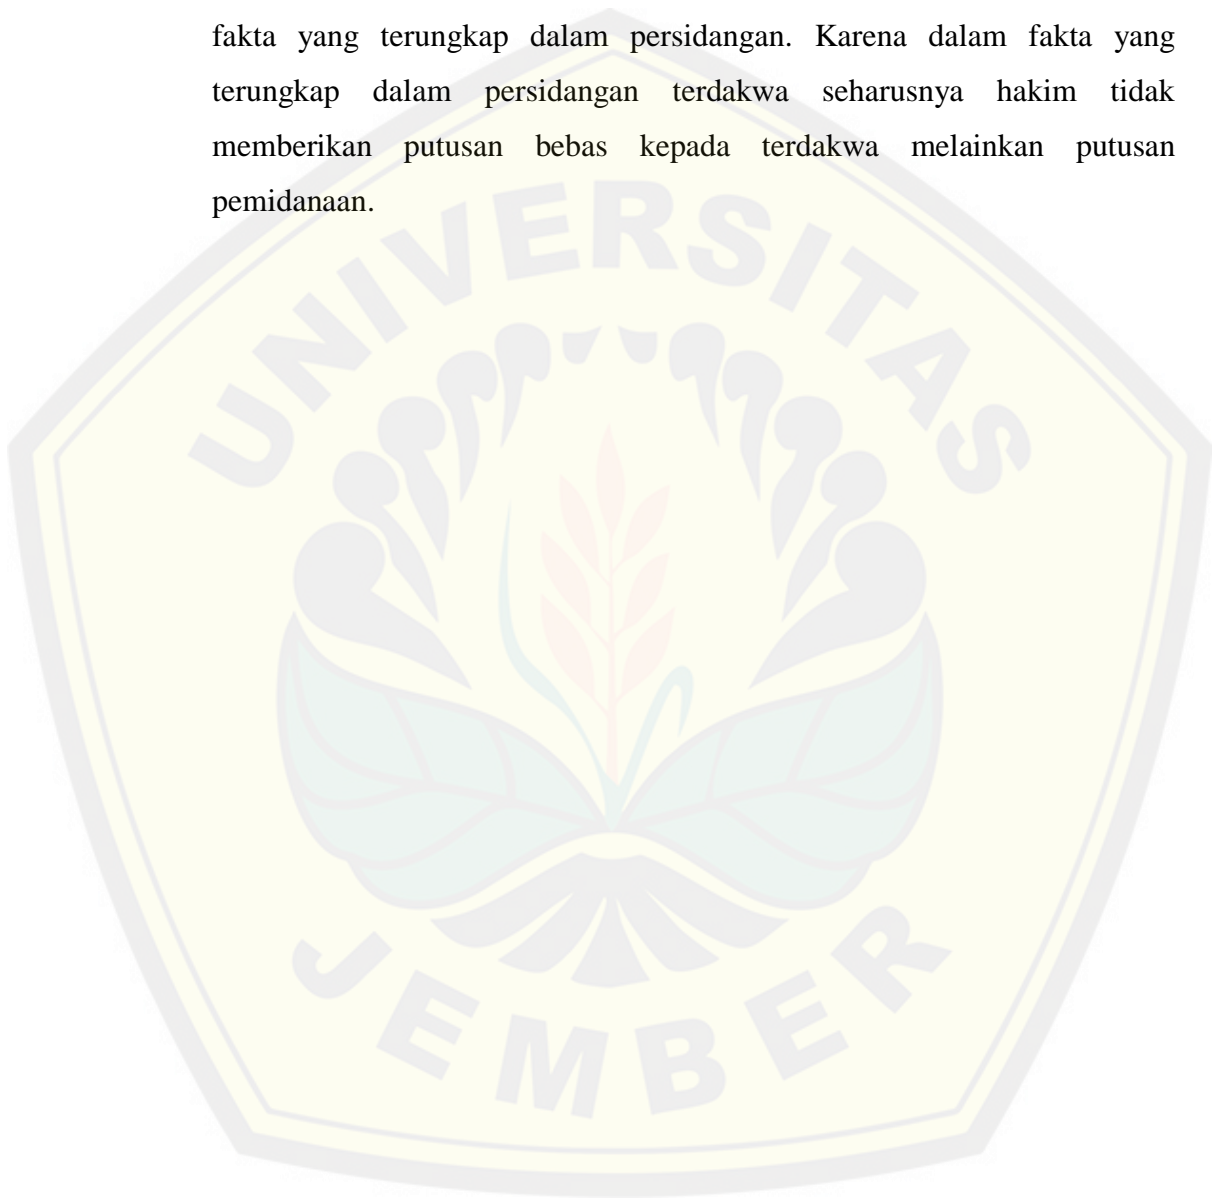 fakta yang terungkap dalam persidangan. Karena dalam fakta yang
terungkap dalam persidangan terdakwa seharusnya hakim tidak
memberikan putusan bebas kepada terdakwa melainkan putusan
pemidanaan.
UNIVERSITAS
JEMBER